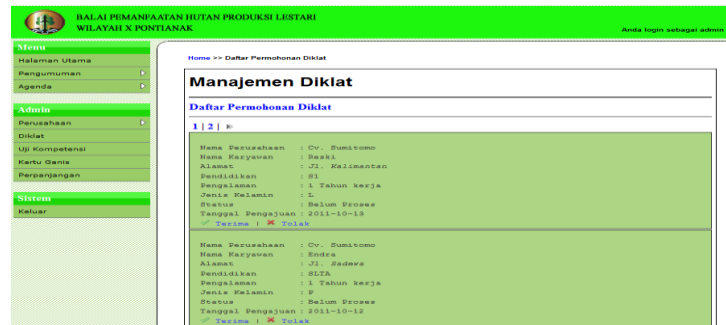 BALAI PEMANFAATAN HUTAN PRODUKSI LESTARI
WILAYAH X PONTIANAK
Anda login sebagai admin
Menu
Halaman Utama
Pengumuman
Agenda
Admin
Perusahaan
Diklat
Uji Kompetensi
Kartu Ganis
Perpanjangan
Sistem
Keluar
Home >> Daftar Permohonan Diklat
Manajemen Diklat
Daftar Permohonan Diklat
1 | 2 |
Nama Perusahaan : Cv. Sumitomo
Nama Karyawan : Reski
Alamat : Jl. Kalimantan
Pendidikan : S1
Pengalaman : 1 Tahun kerja
Jenis Kelamin : L
Status : Belum Proses
Tanggal Pengajuan : 2011-10-13
Terima | Tolak
Nama Perusahaan : Cv. Sumitomo
Nama Karyawan : Endra
Alamat : Jl. Sadewa
Pendidikan : SLTA
Pengalaman : 1 Tahun kerja
Jenis Kelamin : P
Status : Belum Proses
Tanggal Pengajuan : 2011-10-12
Terima | Tolak